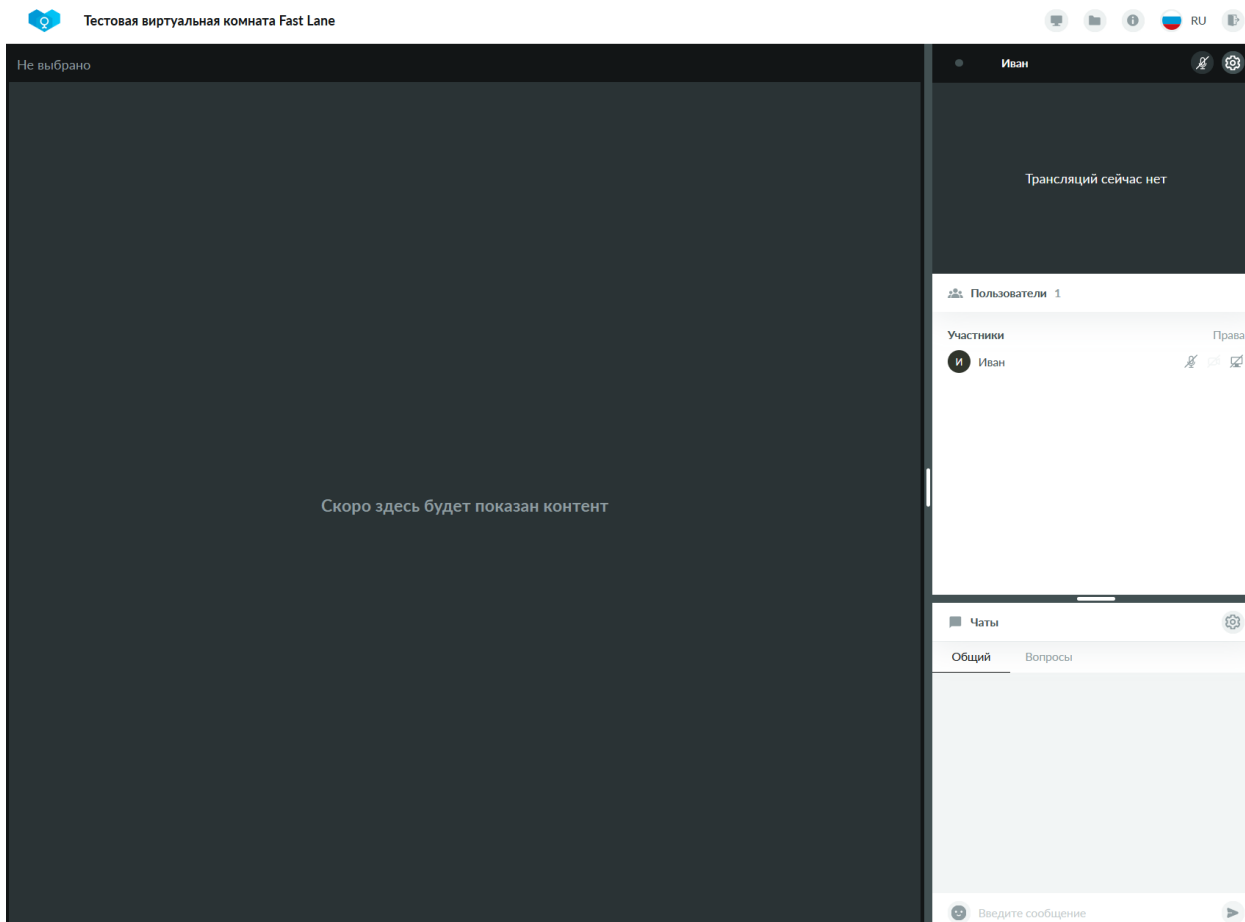 Тестовая виртуальная комната Fast Lane
RU
Не выбрано
Скоро здесь будет показан контент
Иван
Трансляций сейчас нет
Пользователи 1
Участники Права
И Иван
Чаты
Общий Вопросы
Введите сообщение